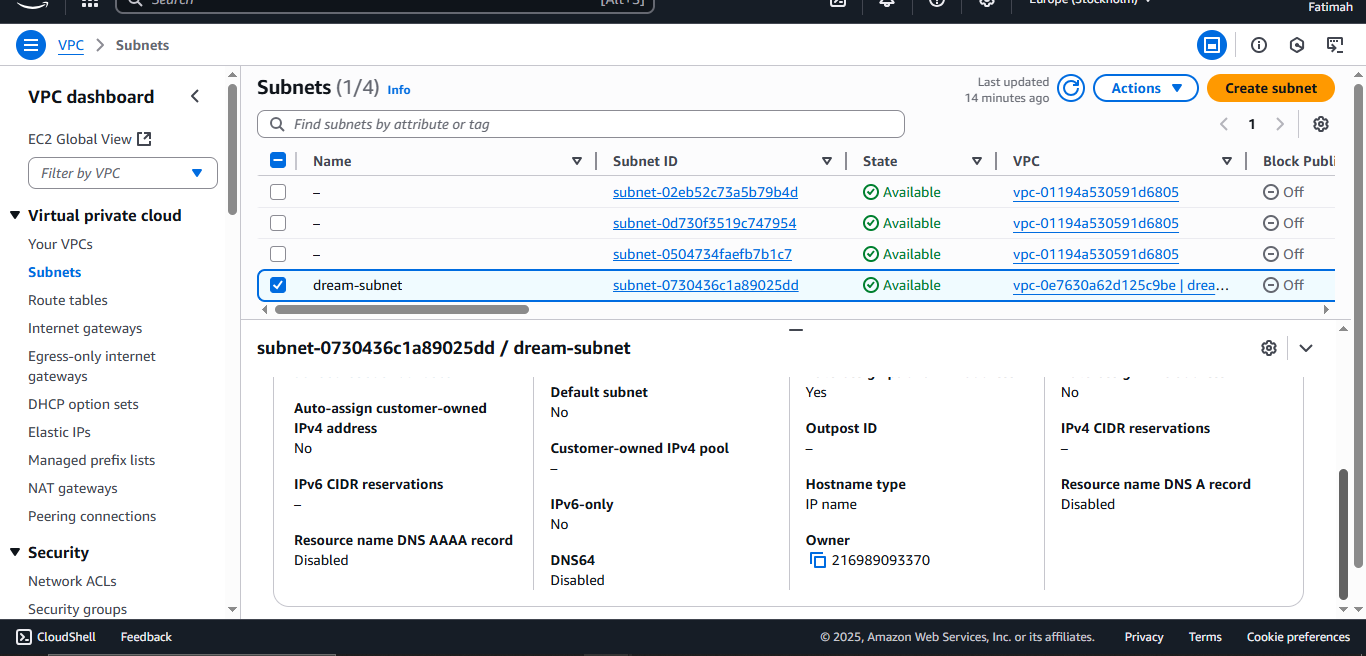 Search
[Alt+S]
Europe (Stockholm)
Fatimah
VPC
Subnets
VPC dashboard
EC2 Global View
Filter by VPC
Virtual private cloud
Your VPCs
Subnets
Route tables
Internet gateways
Egress-only internet
gateways
DHCP option sets
Elastic IPs
Managed prefix lists
NAT gateways
Peering connections
Security
Network ACLs
Security groups
Subnets (1/4) Info
Last updated
14 minutes ago
Actions
Create subnet
Find subnets by attribute or tag
1
Name Subnet ID State VPC Block Publi
– subnet-02eb52c73a5b79b4d Available vpc-01194a530591d6805 Off
– subnet-0d730f3519c747954 Available vpc-01194a530591d6805 Off
– subnet-0504734faefb7b1c7 Available vpc-01194a530591d6805 Off
dream-subnet subnet-0730436c1a89025dd Available vpc-0e7630a62d125c9be | drea… Off
subnet-0730436c1a89025dd / dream-subnet
Auto-assign customer-owned
IPv4 address
No
IPv6 CIDR reservations
–
Resource name DNS AAAA record
Disabled
Default subnet
No
Customer-owned IPv4 pool
–
IPv6-only
No
DNS64
Disabled
Yes
Outpost ID
–
Hostname type
IP name
Owner
216989093370
No
IPv4 CIDR reservations
–
Resource name DNS A record
Disabled
CloudShell
Feedback
© 2025, Amazon Web Services, Inc. or its affiliates.
Privacy
Terms
Cookie preferences